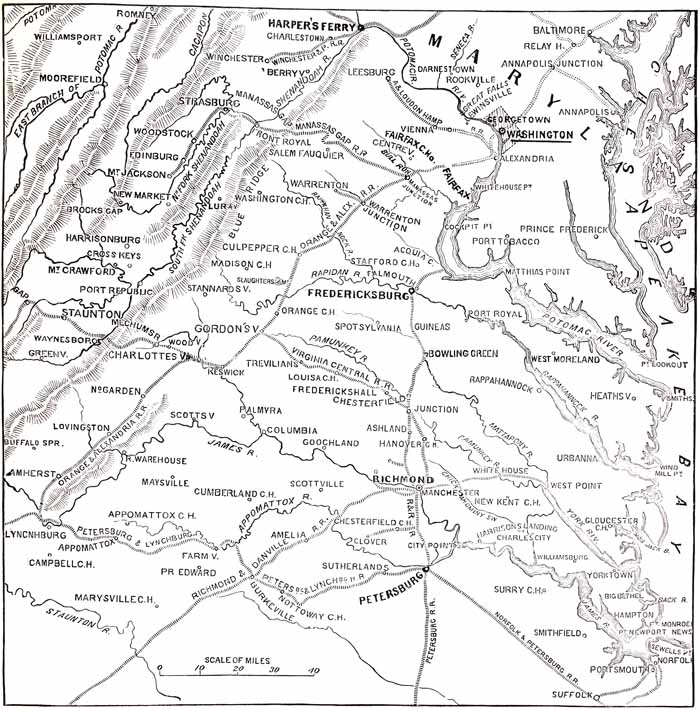 POTOMAC R
ROMNEY
HARPER'S FERRY
BALTIMORE
WILLIAMSPORT
CHARLESTOWN
RELAY H.
CACAPON
WINCHESTER
WINCHESTER & P. R.R.
POTOMAC R
SENECA R.
MARYLAND
DARNESTOWN
MOOREFIELD
BERRYV.
LEESBURG
ROCKVILLE
ANNAPOLIS JUNCTION
EAST BRANCH OF POTOMAC R
SHENANDOAH R.
GREAT FALLS
STRASBURG
A. & LOUDON HAMP R.R.
GEORGETOWN
ANNAPOLIS
MANASSAS GAP
WOODSTOCK
VIENNA
WASHINGTON
MANASSAS GAP R.R.
FAIRFAX C.H.
FRONT ROYAL
CENTREV.
CHESAPEAKE BAY
EDINBURG
SALEM FAUQUIER
BULL RUN
ALEXANDRIA
MT. JACKSON
N. FORK SHENANDOAH
WARRENTON
MANASSAS JUNCTION
FAIRFAX
WHITEHOUSE PT
NEW MARKET
WASHINGTON C.H.
BROCKS GAP
LURAY
BLUE RIDGE
WARRENTON JUNCTION
COCKPIT PT
PRINCE FREDERICK
HARRISONBURG
SOUTH FK SHENANDOAH
ORANGE & ALEX. R.R.
PORT TOBACCO
CROSS KEYS
CULPEPPER C.H.
ACQUIA C.
MADISON C.H
STAFFORD C.H.
MT. CRAWFORD
SLAUGHTERS M
RAPIDAN R.
FALMOUTH
MATTHIAS POINT
PORT REPUBLIC
STANNARDS V.
FREDERICKSBURG
GAP
STAUNTON
ORANGE C.H.
PORT ROYAL
POTOMAC RIVER
MECHUMSR
GORDON'S V.
SPOTSYLVANIA
GUINEAS
WAYNESBORO
WOOD V
PAMUNKEY R.
PT LOOKOUT
GREENV.
CHARLOTTES V.
TREVILIANS
VIRGINIA CENTRAL R.R.
BOWLING GREEN
WEST MORELAND
KESWICK
LOUISA C.H.
RAPPAHANNOCK
RAPPAHANNOCK R.
HEATHS V.
SMITHS
NO. GARDEN
FREDERICKSHALL
CHESTERFIELD
SCOTTS V
PALMYRA
JUNCTION
MATTAPONY R.
LOVINGSTON
COLUMBIA
ASHLAND
BUFFALO SPR.
ORANGE & ALEXANDRIA R.R.
JAMES R.
GOOCHLAND
HANOVER C.H.
PAMUNKEY R.
URBANNA
R. WAREHOUSE
WHITE HOUSE
WIND MILL PT
AMHERST
MAYSVILLE
RICHMOND
SCOTTVILLE
WEST POINT
CUMBERLAND C.H.
MANCHESTER
NEW KENT C.H.
APPOMATTOX C.H.
APPOMATTOX R.
YORK RIV.
GLOUCESTER C.H.
LYNCHBURG
R & P R.R
CHESTERFIELD C.H.
HARRISONS LANDING
PETERSBURG & LYNCHBURG
AMELIA
CLOVER
CHARLES CITY
APPOMATTOX
FARM V.
CITY POINT
WILLIAMSBURG
CAMPBELL C.H.
PR EDWARD
RICHMOND & DANVILLE R.R.
SUTHERLANDS
YORKTOWN
PETERSB'G & LYNCHB'G R.R
PETERSBURG
SURRY C.H.
BIG BETHEL
BACK R.
MARYSVILLE C.H.
BURKEVILLE
NOTTOWAY C.H.
JAMES R.
HAMPTON
STAUNTON R.
NORFOLK & PETERSBURG R.R.
FT MONROE
SMITHFIELD
NEWPORT NEWS
SEWELLS PT
PETERSBURG R.R.
NORFOLK
PORTSMOUTH
SUFFOLK
SCALE OF MILES
10 20 30 40